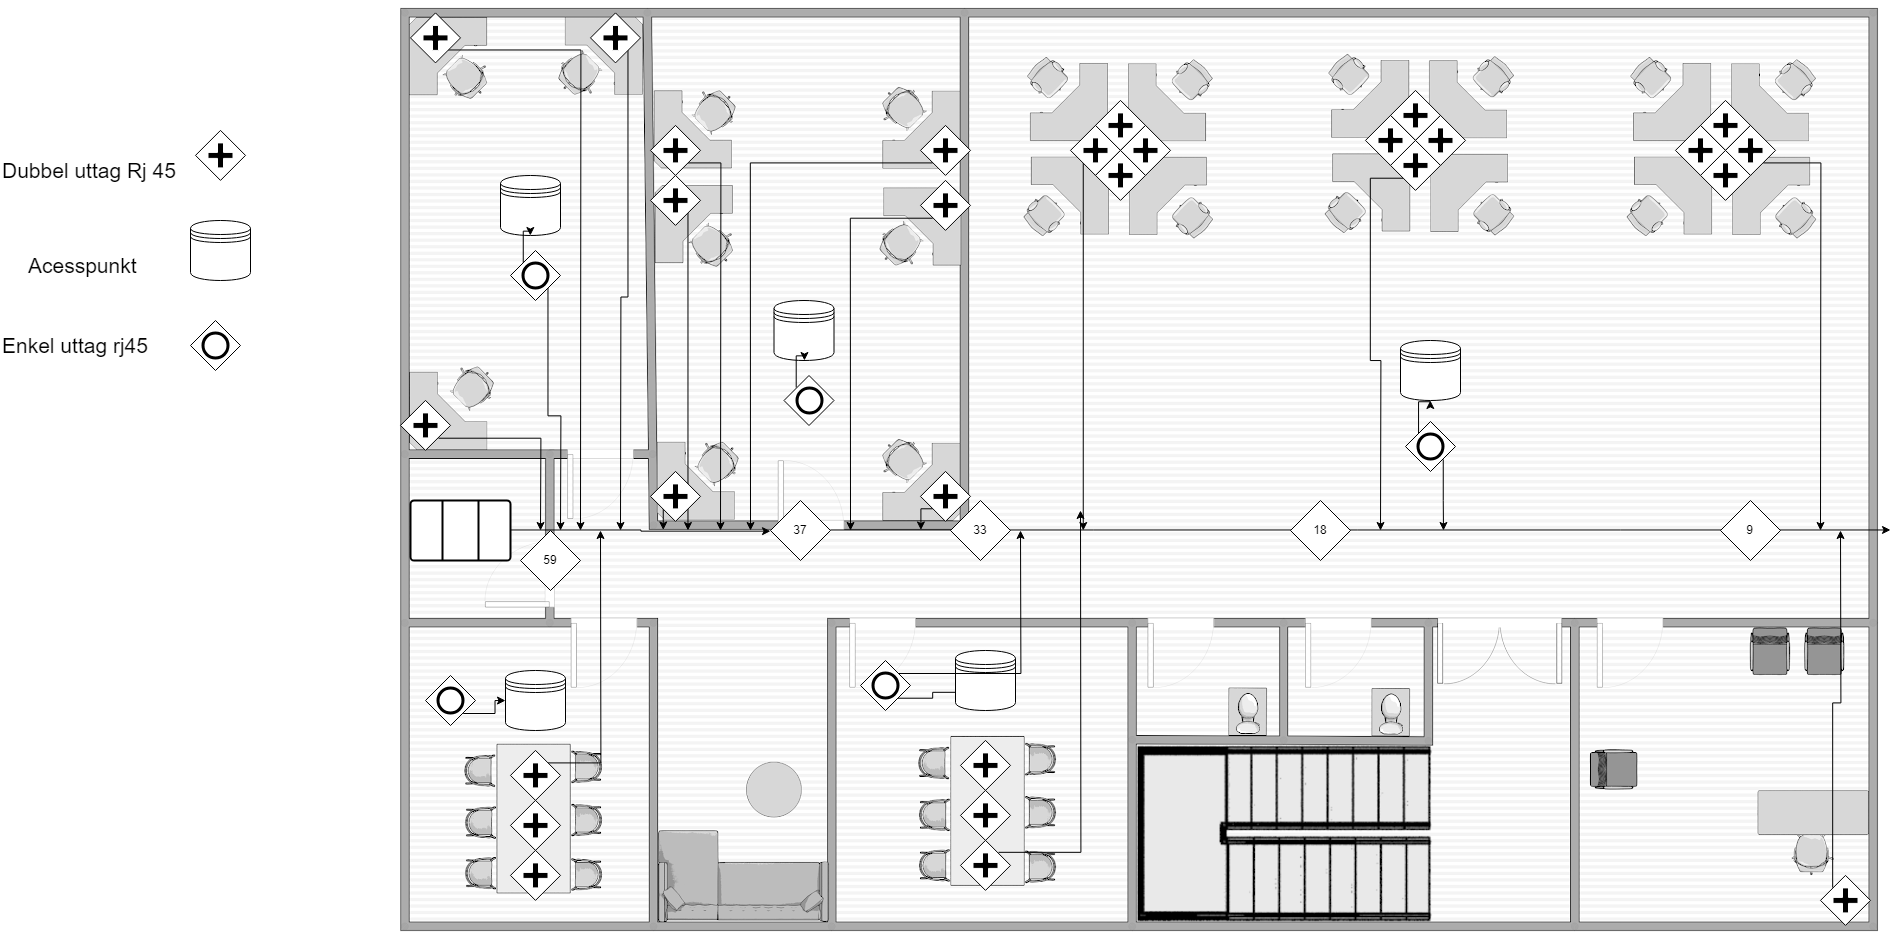 Dubbel uttag Rj 45
Acesspunkt
Enkel uttag rj45
37
33
18
9
59